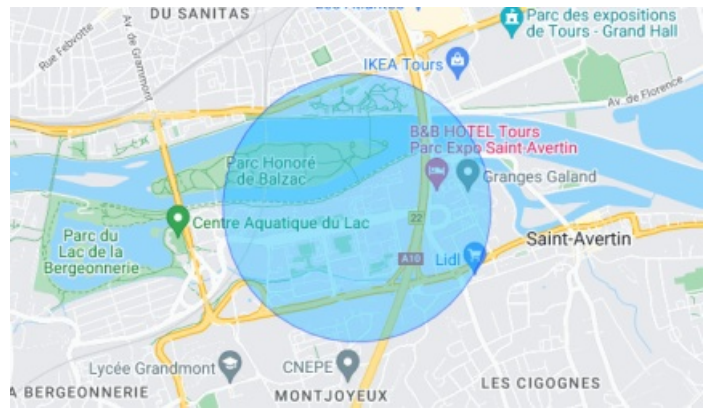 DU SANITAS
Parc des expositions
de Tours - Grand Hall
Rue Febvotte
Av. de Grammont
IKEA Tours
Av. de Florence
B&B HOTEL Tours
Parc Expo Saint-Avertin
Parc Honoré
de Balzac
Granges Galand
Centre Aquatique du Lac
22
Parc du
Lac de la
Bergeonnerie
Saint-Avertin
A10
Lidl
Lycée Grandmont
CNEPE
A BERGEONNERIE
MONTJOYEUX
LES CIGOGNES